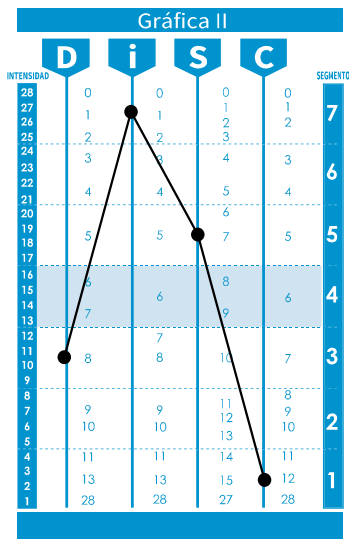 Gráfica II
D i S C
INTENSIDAD SEGMENTO
28 0 0 0 0
27 1 1 1 1 7
26 2 2
25 2 2 3
24
23 3 3 4 3
22 6
21 4 4 5 4
20 6
19 5 5 7 5 5
18
17
16 6 8
15 6 6 4
14 7 9
13
12 7
11 8 8 10 7 3
10
9
8 11 8
7 9 9 12 9
6 10 10 10 2
5 13
4 11 11 14 11
3 13 13 15 12 1
2
1 28 28 27 28